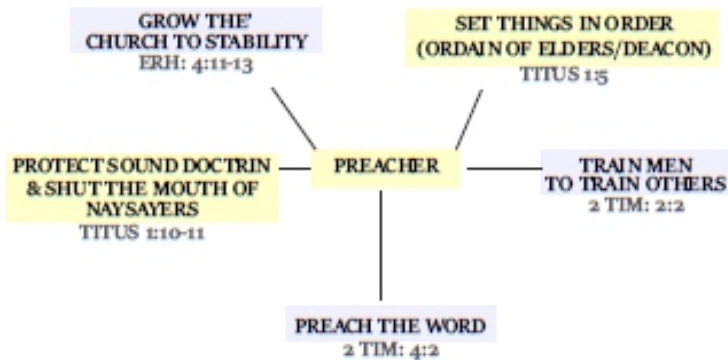 GROW THE'
CHURCH TO STABILITY
ERH: 4:11-13
SET THINGS IN ORDER
(ORDAIN OF ELDERS/DEACON)
TITUS 1:5
PROTECT SOUND DOCTRIN
& SHUT THE MOUTH OF
NAYSAYERS
TITUS 1:10-11
PREACHER
TRAIN MEN
TO TRAIN OTHERS
2 TIM: 2:2
PREACH THE WORD
2 TIM: 4:2